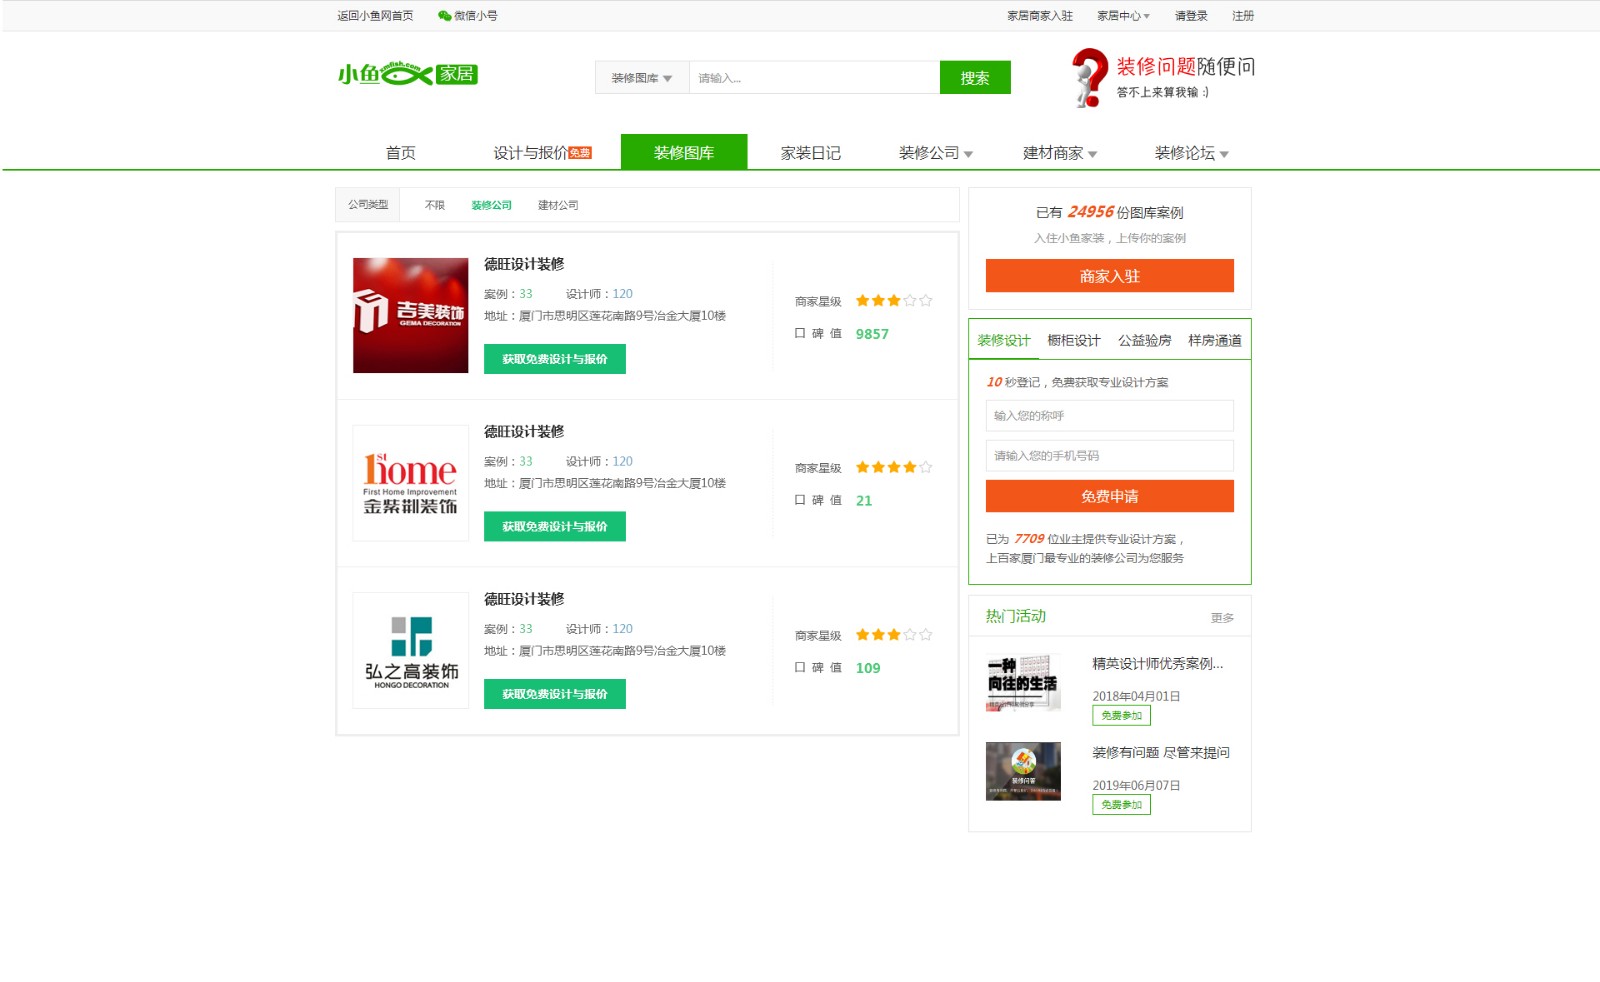 返回小鱼网首页 微信小号 家居商家入驻 家居中心 请登录 注册
小鱼 xmfish.com 家居
装修图库 请输入... 搜索
装修问题随便问
答不上来算我输 :)
首页 设计与报价 免费 装修图库 家装日记 装修公司 建材商家 装修论坛
公司类型 不限 装修公司 建材公司
吉美装饰
GEMA DECORATION
德旺设计装修
案例：33 设计师：120
地址：厦门市思明区莲花南路9号冶金大厦10楼
获取免费设计与报价
商家星级
口 碑 值 9857
1st home
First Home Improvement
金紫荆装饰
德旺设计装修
案例：33 设计师：120
地址：厦门市思明区莲花南路9号冶金大厦10楼
获取免费设计与报价
商家星级
口 碑 值 21
弘之高装饰
HONGO DECORATION
德旺设计装修
案例：33 设计师：120
地址：厦门市思明区莲花南路9号冶金大厦10楼
获取免费设计与报价
商家星级
口 碑 值 109
已有 24956 份图库案例
入住小鱼家装，上传你的案例
商家入驻
装修设计 橱柜设计 公益验房 样房通道
10 秒登记，免费获取专业设计方案
输入您的称呼
请输入您的手机号码
免费申请
已为 7709 位业主提供专业设计方案，
上百家厦门最专业的装修公司为您服务
热门活动 更多
一种
向往的生活
精英设计师优秀案例...
2018年04月01日
免费参加
装修问答
装修有问题 尽管来提问
2019年06月07日
免费参加